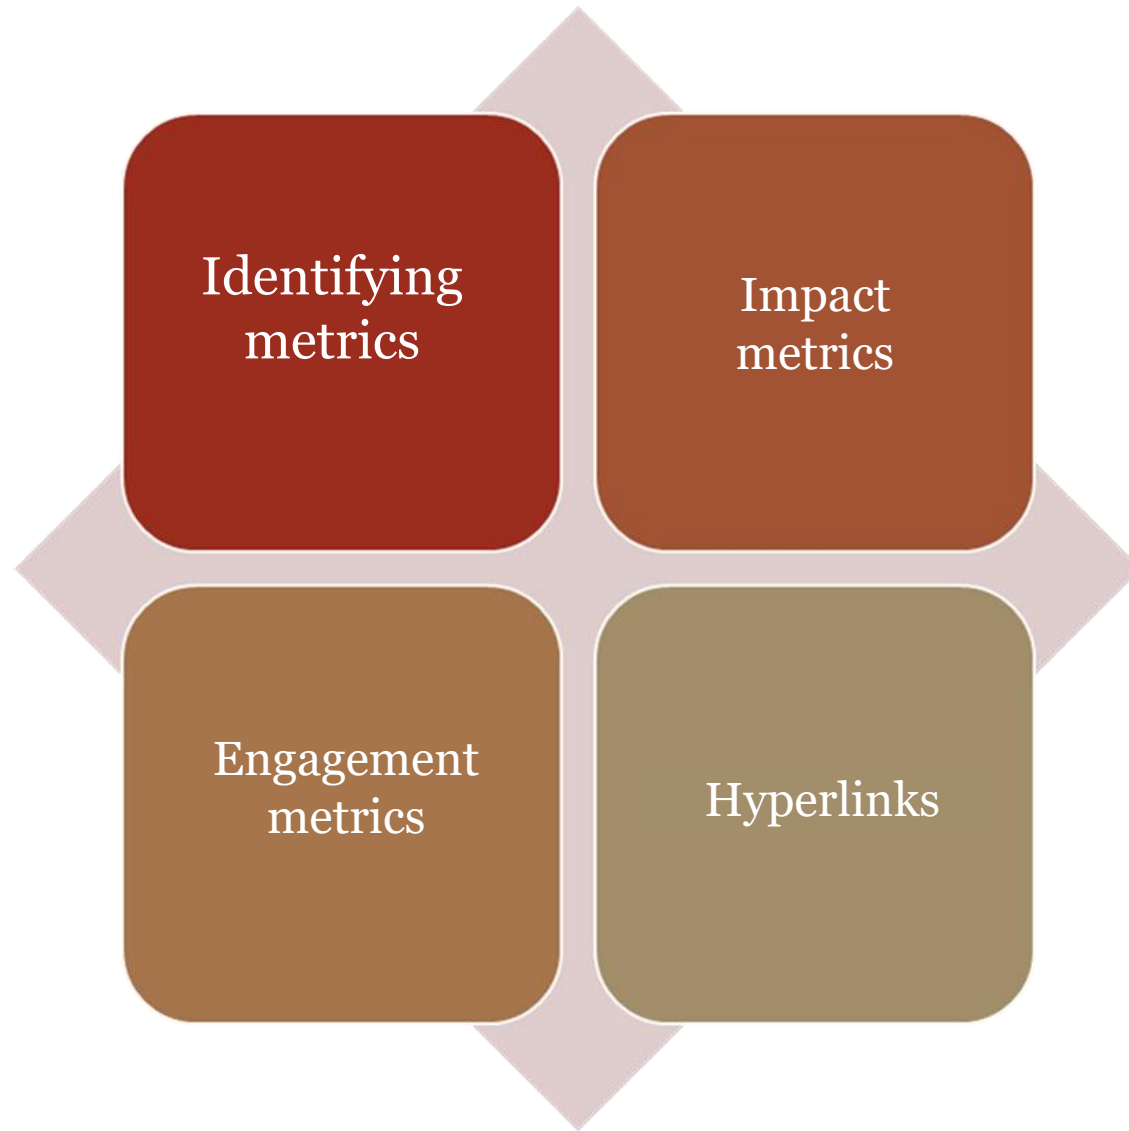 Identifying
metrics
Impact
metrics
Engagement
metrics
Hyperlinks